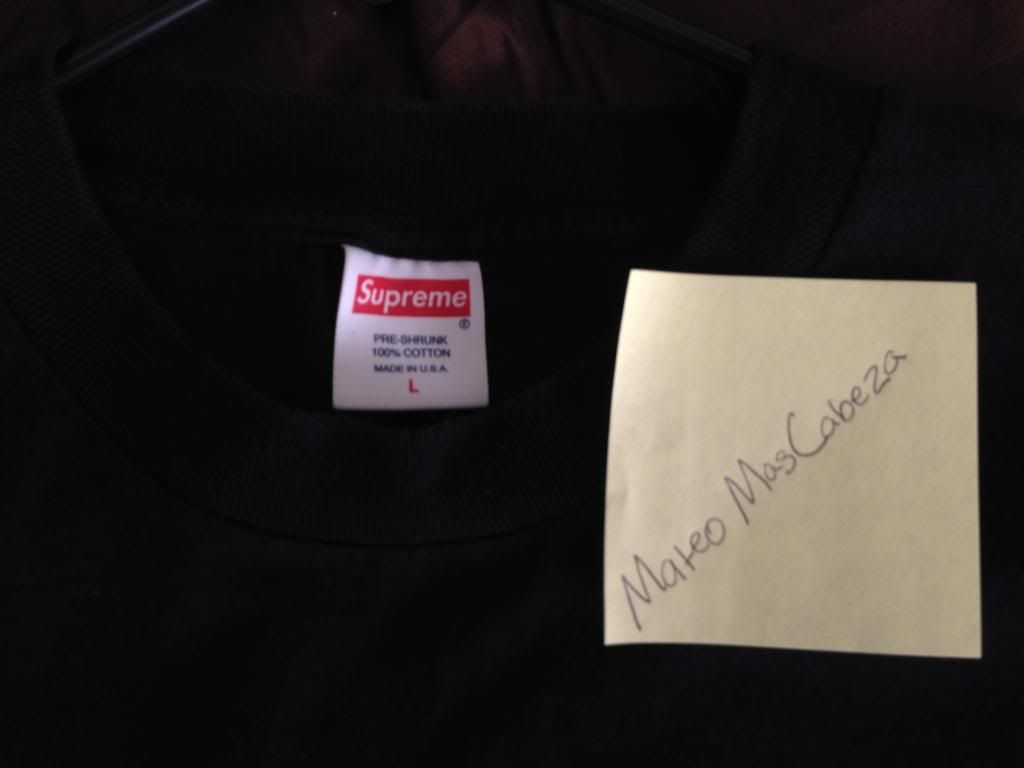 Supreme
®
PRE-SHRUNK
100% COTTON
MADE IN U.S.A.
L
Mateo MasCabeza